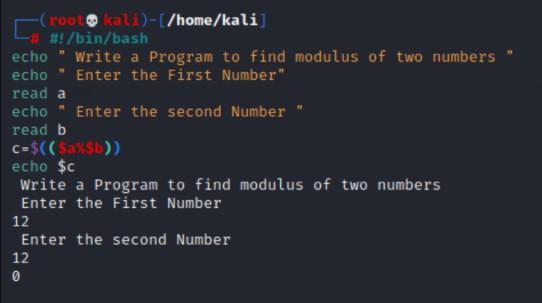 ┌──(root💀kali)-[/home/kali]
└─# #!/bin/bash
echo " Write a Program to find modulus of two numbers "
echo " Enter the First Number"
read a
echo " Enter the second Number "
read b
c=$(($a%$b))
echo $c
 Write a Program to find modulus of two numbers
 Enter the First Number
12
 Enter the second Number
12
0